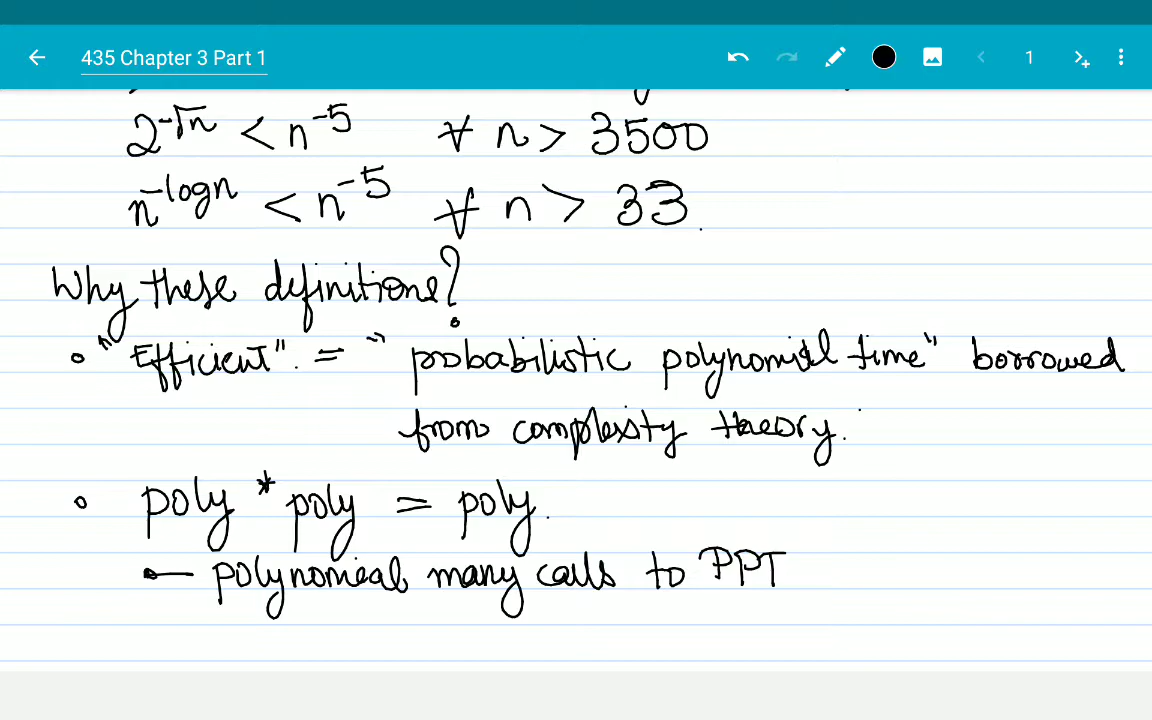 435 Chapter 3 Part 1
1
2^{-√n} < n^{-5} ∀ n > 3500
n^{-log n} < n^{-5} ∀ n > 33.
Why these definitions?
• "Efficient" = "probabilistic polynomial time" borrowed
from complexity theory.
• poly * poly = poly.
— polynomial many calls to PPT